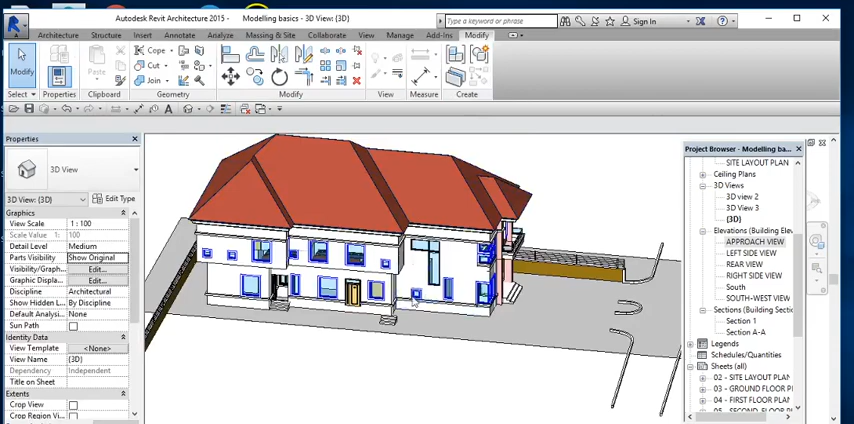 Autodesk Revit Architecture 2015 - Modelling basics - 3D View: {3D}
Type a keyword or phrase
Sign In
Architecture Structure Insert Annotate Analyze Massing & Site Collaborate View Manage Add-Ins Modify
Modify
Properties
Paste
Cope
Cut
Join
Select Properties Clipboard Geometry Modify View Measure Create
Properties
3D View
3D View: {3D}
Edit Type
Graphics
View Scale 1 : 100
Scale Value 1: 100
Detail Level Medium
Parts Visibility Show Original
Visibility/Graph... Edit...
Graphic Displa... Edit...
Discipline Architectural
Show Hidden L... By Discipline
Default Analysi... None
Sun Path
Identity Data
View Template <None>
View Name {3D}
Dependency Independent
Title on Sheet
Extents
Crop View
Crop Region Vi...
Project Browser - Modelling ba...
SITE LAYOUT PLAN
Ceiling Plans
3D Views
3D view 2
3D View 3
{3D}
Elevations (Building Elev
APPROACH VIEW
LEFT SIDE VIEW
REAR VIEW
RIGHT SIDE VIEW
South
SOUTH-WEST VIEW
Sections (Building Sectio
Section 1
Section A-A
Legends
Schedules/Quantities
Sheets (all)
02 - SITE LAYOUT PLAN
03 - GROUND FLOOR P
04 - FIRST FLOOR PLAN